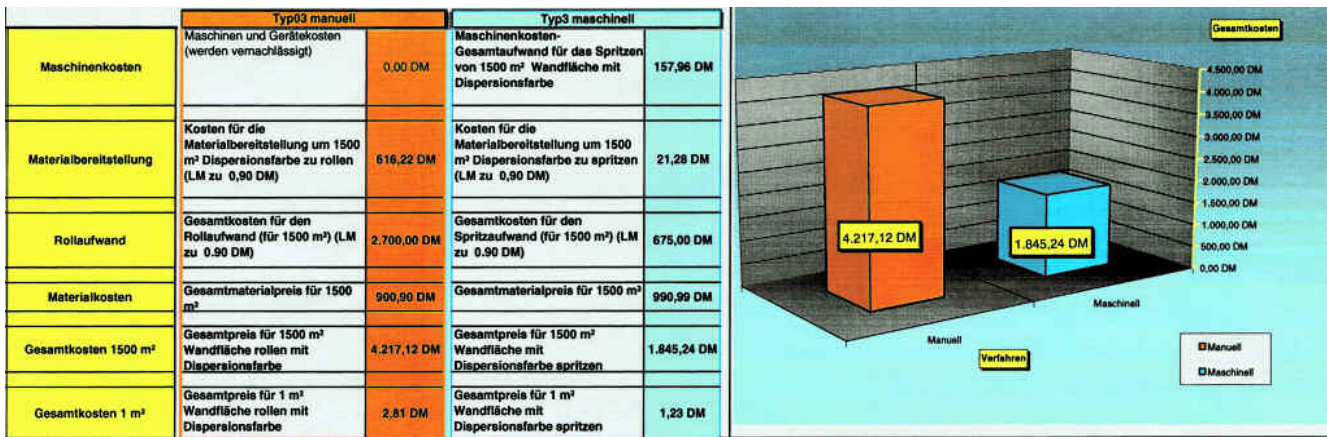 Typ03 manuell
Typ3 maschinell
Maschinenkosten
Maschinen und Gerätekosten
(werden vernachlässigt)
0,00 DM
Maschinenkosten-
Gesamtaufwand für das Spritzen
von 1500 m² Wandfläche mit
Dispersionsfarbe
157,96 DM
Materialbereitstellung
Kosten für die
Materialbereitstellung um 1500
m² Dispersionsfarbe zu rollen
(LM zu 0,90 DM)
616,22 DM
Kosten für die
Materialbereitstellung um 1500
m² Dispersionsfarbe zu spritzen
(LM zu 0,90 DM)
21,28 DM
Rollaufwand
Gesamtkosten für den
Rollaufwand (für 1500 m²) (LM
zu 0.90 DM)
2.700,00 DM
Gesamtkosten für den
Spritzaufwand (für 1500 m²) (LM
zu 0.90 DM)
675,00 DM
Materialkosten
Gesamtmaterialpreis für 1500
m²
900,90 DM
Gesamtmaterialpreis für 1500 m²
990,99 DM
Gesamtkosten 1500 m²
Gesamtpreis für 1500 m²
Wandfläche rollen mit
Dispersionsfarbe
4.217,12 DM
Gesamtpreis für 1500 m²
Wandfläche mit
Dispersionsfarbe spritzen
1.845,24 DM
Gesamtkosten 1 m²
Gesamtpreis für 1 m²
Wandfläche rollen mit
Dispersionsfarbe
2,81 DM
Gesamtpreis für 1 m²
Wandfläche mit
Dispersionsfarbe spritzen
1,23 DM
Gesamtkosten
4.500,00 DM
4.000,00 DM
3.500,00 DM
3.000,00 DM
2.500,00 DM
2.000,00 DM
1.500,00 DM
1.000,00 DM
500,00 DM
0,00 DM
4.217,12 DM
1.845,24 DM
Manuell
Maschinell
Verfahren
Manuell
Maschinell